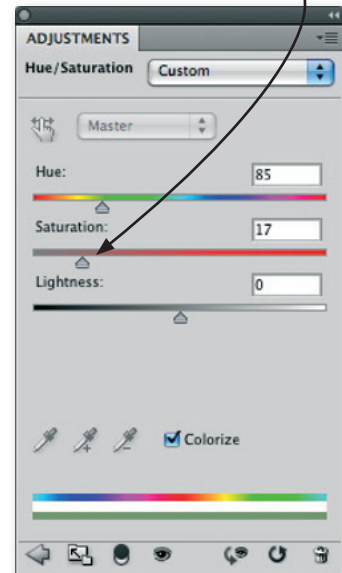 ADJUSTMENTS
Hue/Saturation Custom
Master
Hue: 85
Saturation: 17
Lightness: 0
Colorize